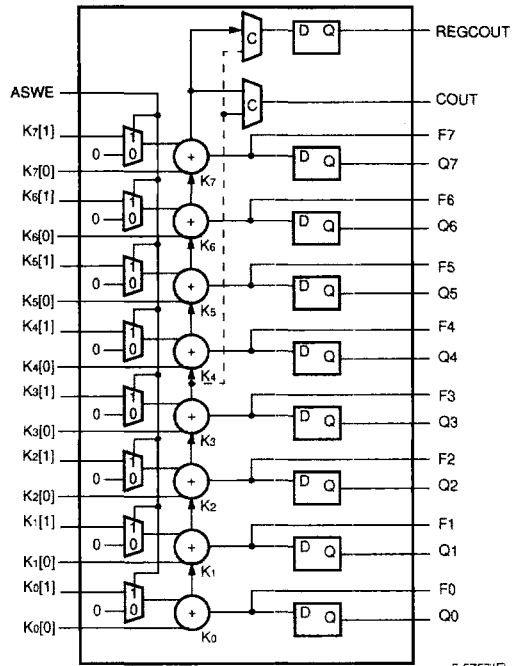 D Q REGCOUT
C
ASWE
C COUT
K7[1] 1 F7
0 0 + D Q Q7
K7[0] K7
K6[1] 1 F6
0 0 + D Q Q6
K6[0] K6
K5[1] 1 F5
0 0 + D Q Q5
K5[0] K5
K4[1] 1 F4
0 0 + D Q Q4
K4[0] K4
K3[1] 1 F3
0 0 + D Q Q3
K3[0] K3
K2[1] 1 F2
0 0 + D Q Q2
K2[0] K2
K1[1] 1 F1
0 0 + D Q Q1
K1[0] K1
K0[1] 1 F0
0 0 + D Q Q0
K0[0] K0